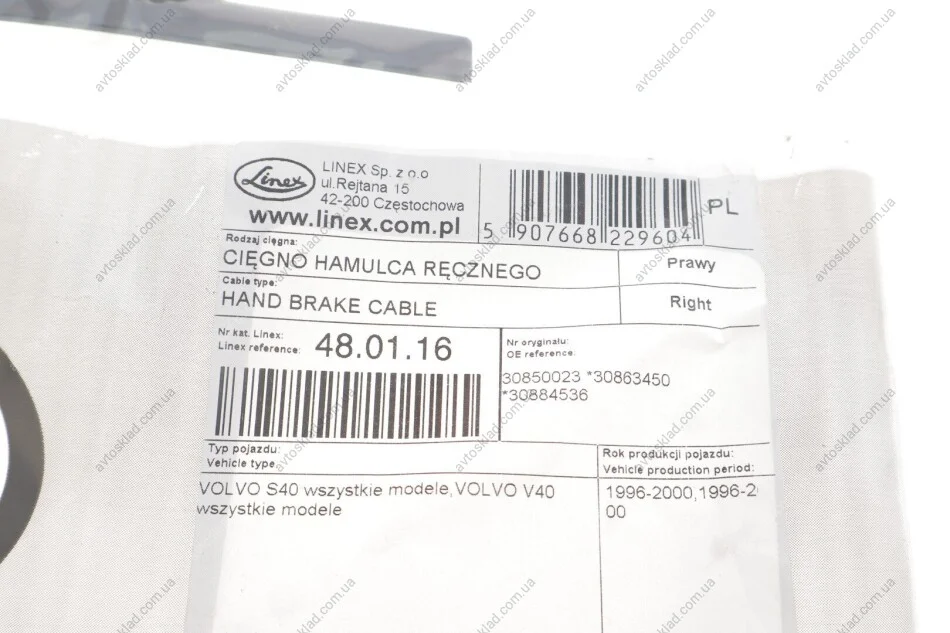 Linex
LINEX Sp. z o.o
ul.Rejtana 15
42-200 Częstochowa
www.linex.com.pl
5 907668 229604
PL
Rodzaj cięgna:
CIĘGNO HAMULCA RĘCZNEGO
Prawy
Cable type:
HAND BRAKE CABLE
Right
Nr kat. Linex:
Linex reference:
48.01.16
Nr oryginału:
OE reference:
30850023 *30863450
*30884536
Typ pojazdu:
Vehicle type:
Rok produkcji pojazdu:
Vehicle production period:
VOLVO S40 wszystkie modele,VOLVO V40
wszystkie modele
1996-2000,1996-2
00
avtosklad.com.ua